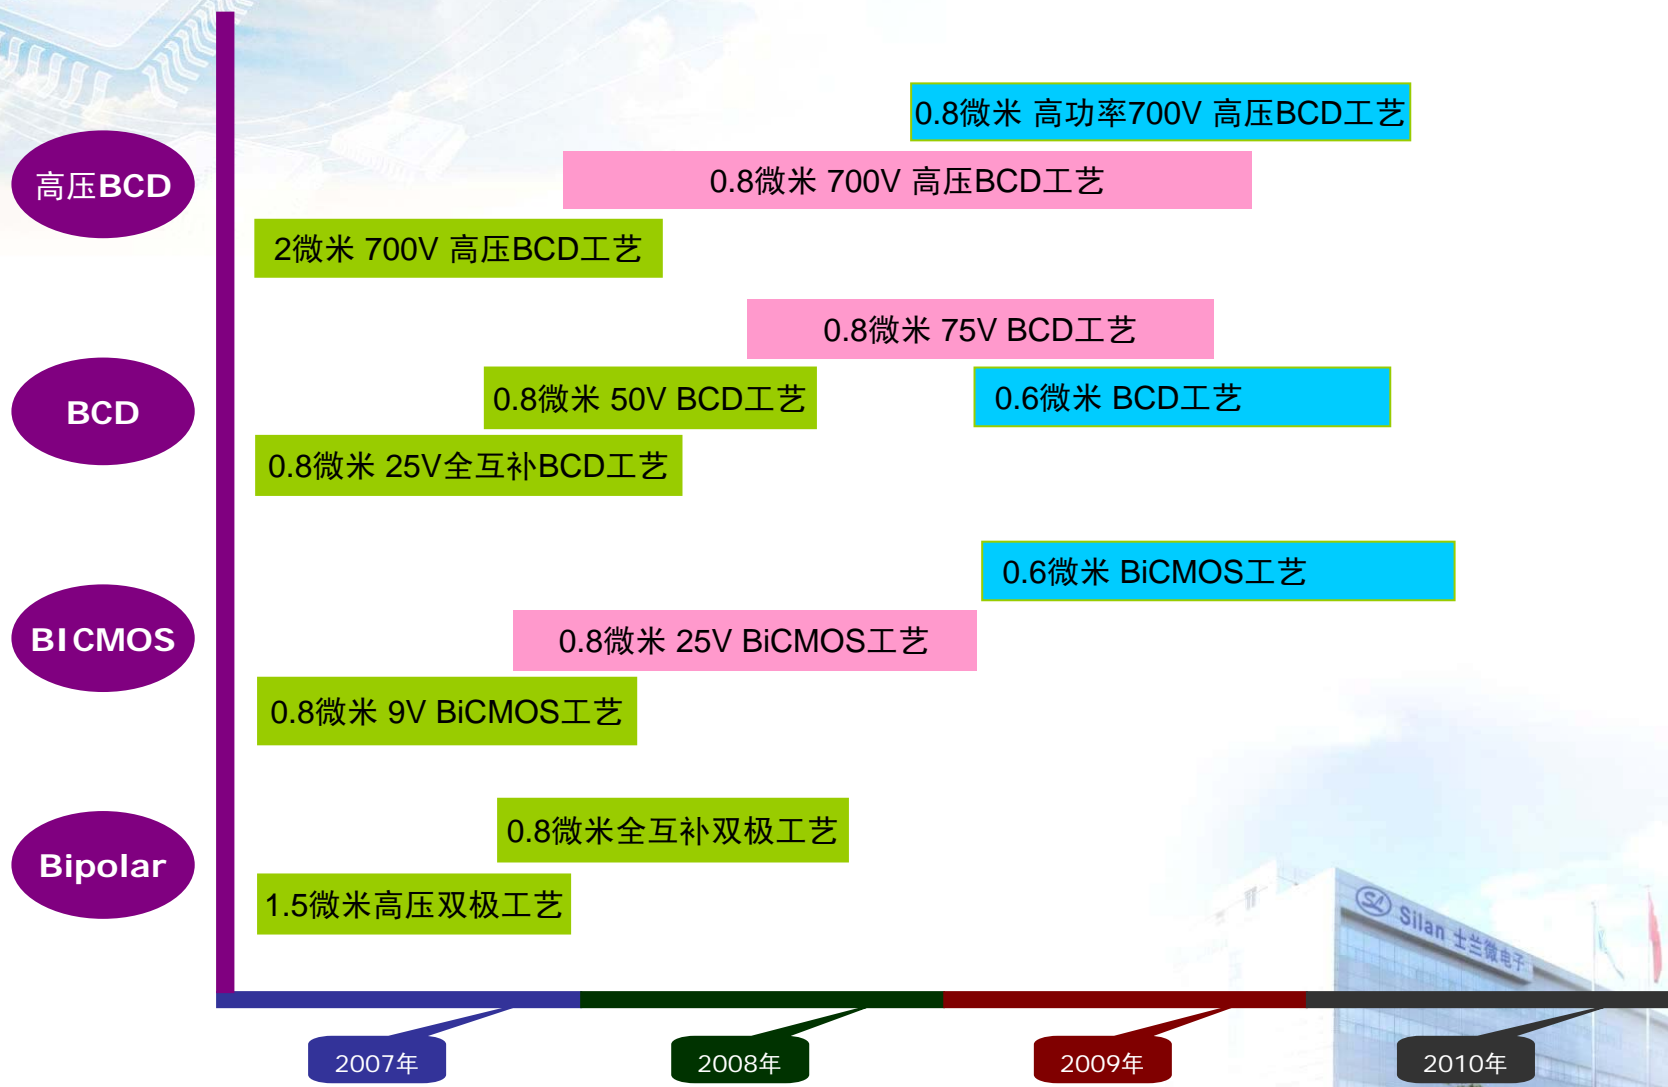 0.8微米 高功率700V 高压BCD工艺
高压BCD
0.8微米 700V 高压BCD工艺
2微米 700V 高压BCD工艺
0.8微米 75V BCD工艺
BCD
0.8微米 50V BCD工艺
0.6微米 BCD工艺
0.8微米 25V全互补BCD工艺
0.6微米 BiCMOS工艺
BICMOS
0.8微米 25V BiCMOS工艺
0.8微米 9V BiCMOS工艺
0.8微米全互补双极工艺
Bipolar
1.5微米高压双极工艺
Silan 士兰微电子
2007年
2008年
2009年
2010年